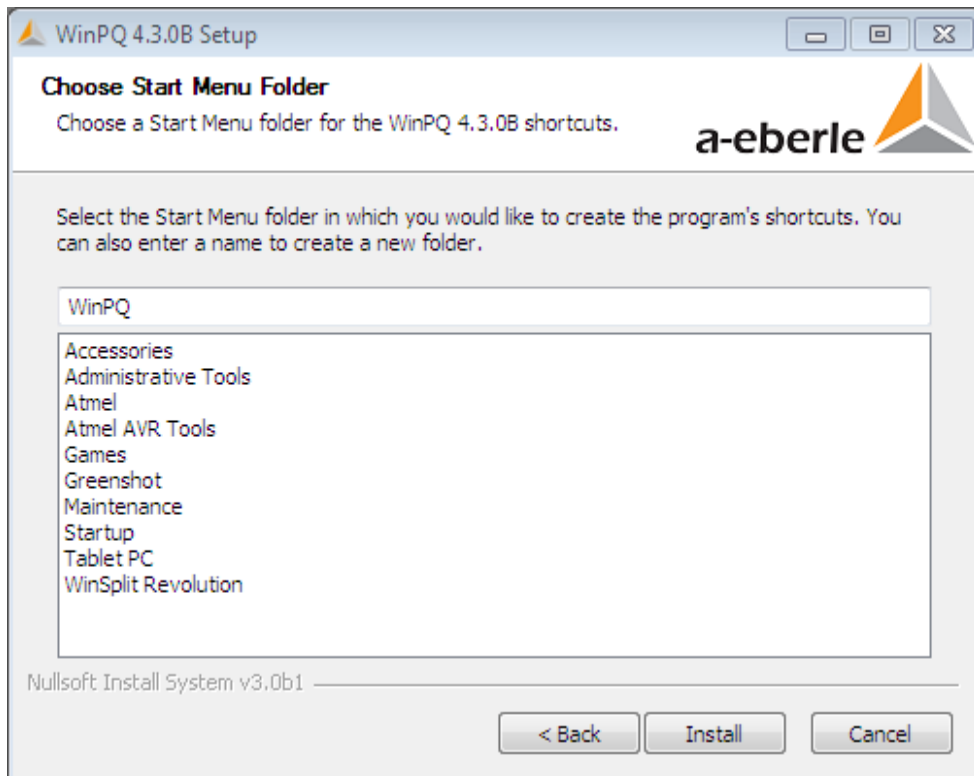 WinPQ 4.3.0B Setup
Choose Start Menu Folder
Choose a Start Menu folder for the WinPQ 4.3.0B shortcuts.
a-eberle
Select the Start Menu folder in which you would like to create the program's shortcuts. You
can also enter a name to create a new folder.
WinPQ
Accessories
Administrative Tools
Atmel
Atmel AVR Tools
Games
Greenshot
Maintenance
Startup
Tablet PC
WinSplit Revolution
Nullsoft Install System v3.0b1
< Back
Install
Cancel